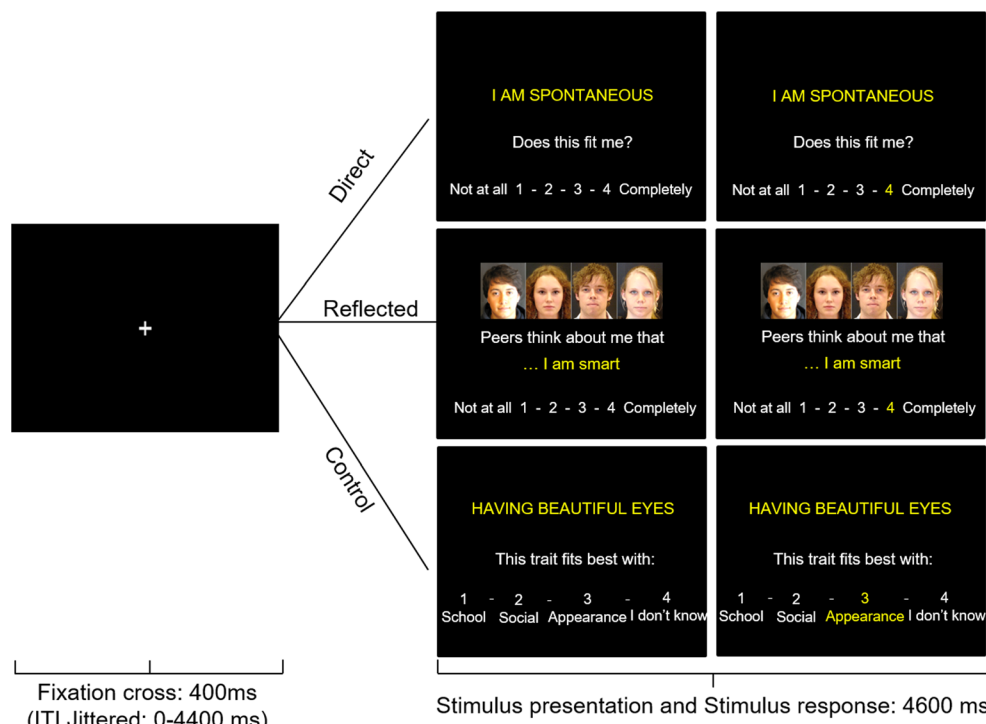 Direct
Reflected
Control
+
I AM SPONTANEOUS
Does this fit me?
Not at all 1 - 2 - 3 - 4 Completely
I AM SPONTANEOUS
Does this fit me?
Not at all 1 - 2 - 3 - 4 Completely
Peers think about me that
... I am smart
Not at all 1 - 2 - 3 - 4 Completely
Peers think about me that
... I am smart
Not at all 1 - 2 - 3 - 4 Completely
HAVING BEAUTIFUL EYES
This trait fits best with:
1 - 2 - 3 - 4
School Social Appearance I don't know
HAVING BEAUTIFUL EYES
This trait fits best with:
1 - 2 - 3 - 4
School Social Appearance I don't know
Fixation cross: 400ms
(ITI Jittered: 0-4400 ms)
Stimulus presentation and Stimulus response: 4600 ms